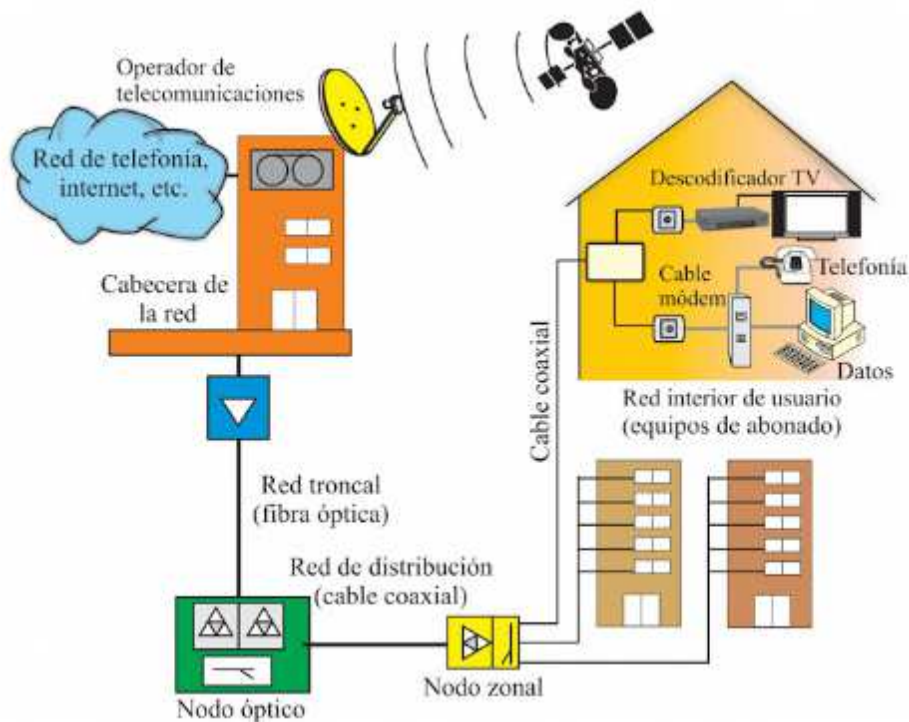 Operador de
telecomunicaciones
Red de telefonía,
internet, etc.
Cabecera de
la red
Descodificador TV
Cable
módem
Telefonía
Datos
Red interior de usuario
(equipos de abonado)
Cable coaxial
Red troncal
(fibra óptica)
Red de distribución
(cable coaxial)
Nodo zonal
Nodo óptico